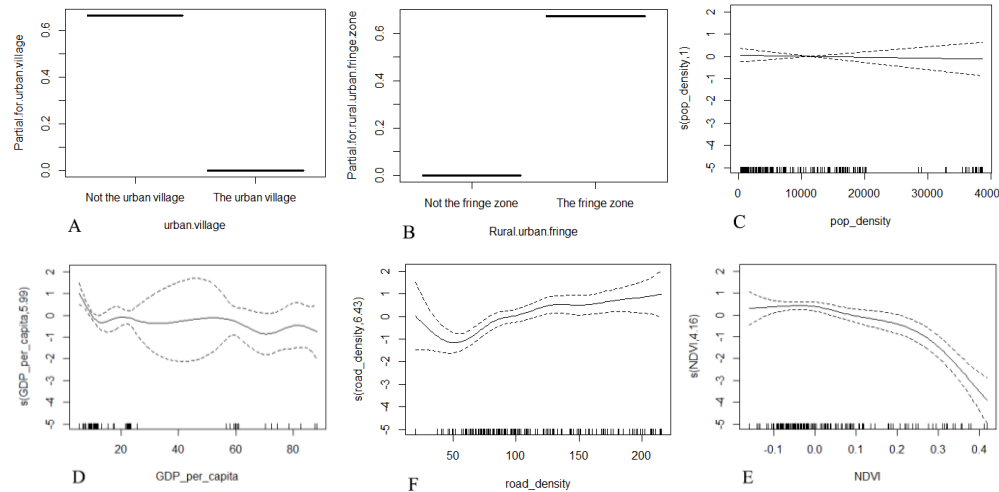 Partial.for.urban.village
0.0 0.2 0.4 0.6
Not the urban village The urban village
A urban.village
Partial.for.rural.urban.fringe.zone
0.0 0.2 0.4 0.6
Not the fringe zone The fringe zone
B Rural.urban.fringe
s(pop_density,1)
2 1 0 -1 -2 -3 -4 -5
0 10000 20000 30000 40000
C pop_density
s(GDP_per_capita,5.99)
2 1 0 -1 -2 -3 -4 -5
20 40 60 80
D GDP_per_capita
s(road_density,6.43)
2 1 0 -1 -2 -3 -4 -5
50 100 150 200
F road_density
s(NDVI,4.16)
2 1 0 -1 -2 -3 -4 -5
-0.1 0.0 0.1 0.2 0.3 0.4
E NDVI